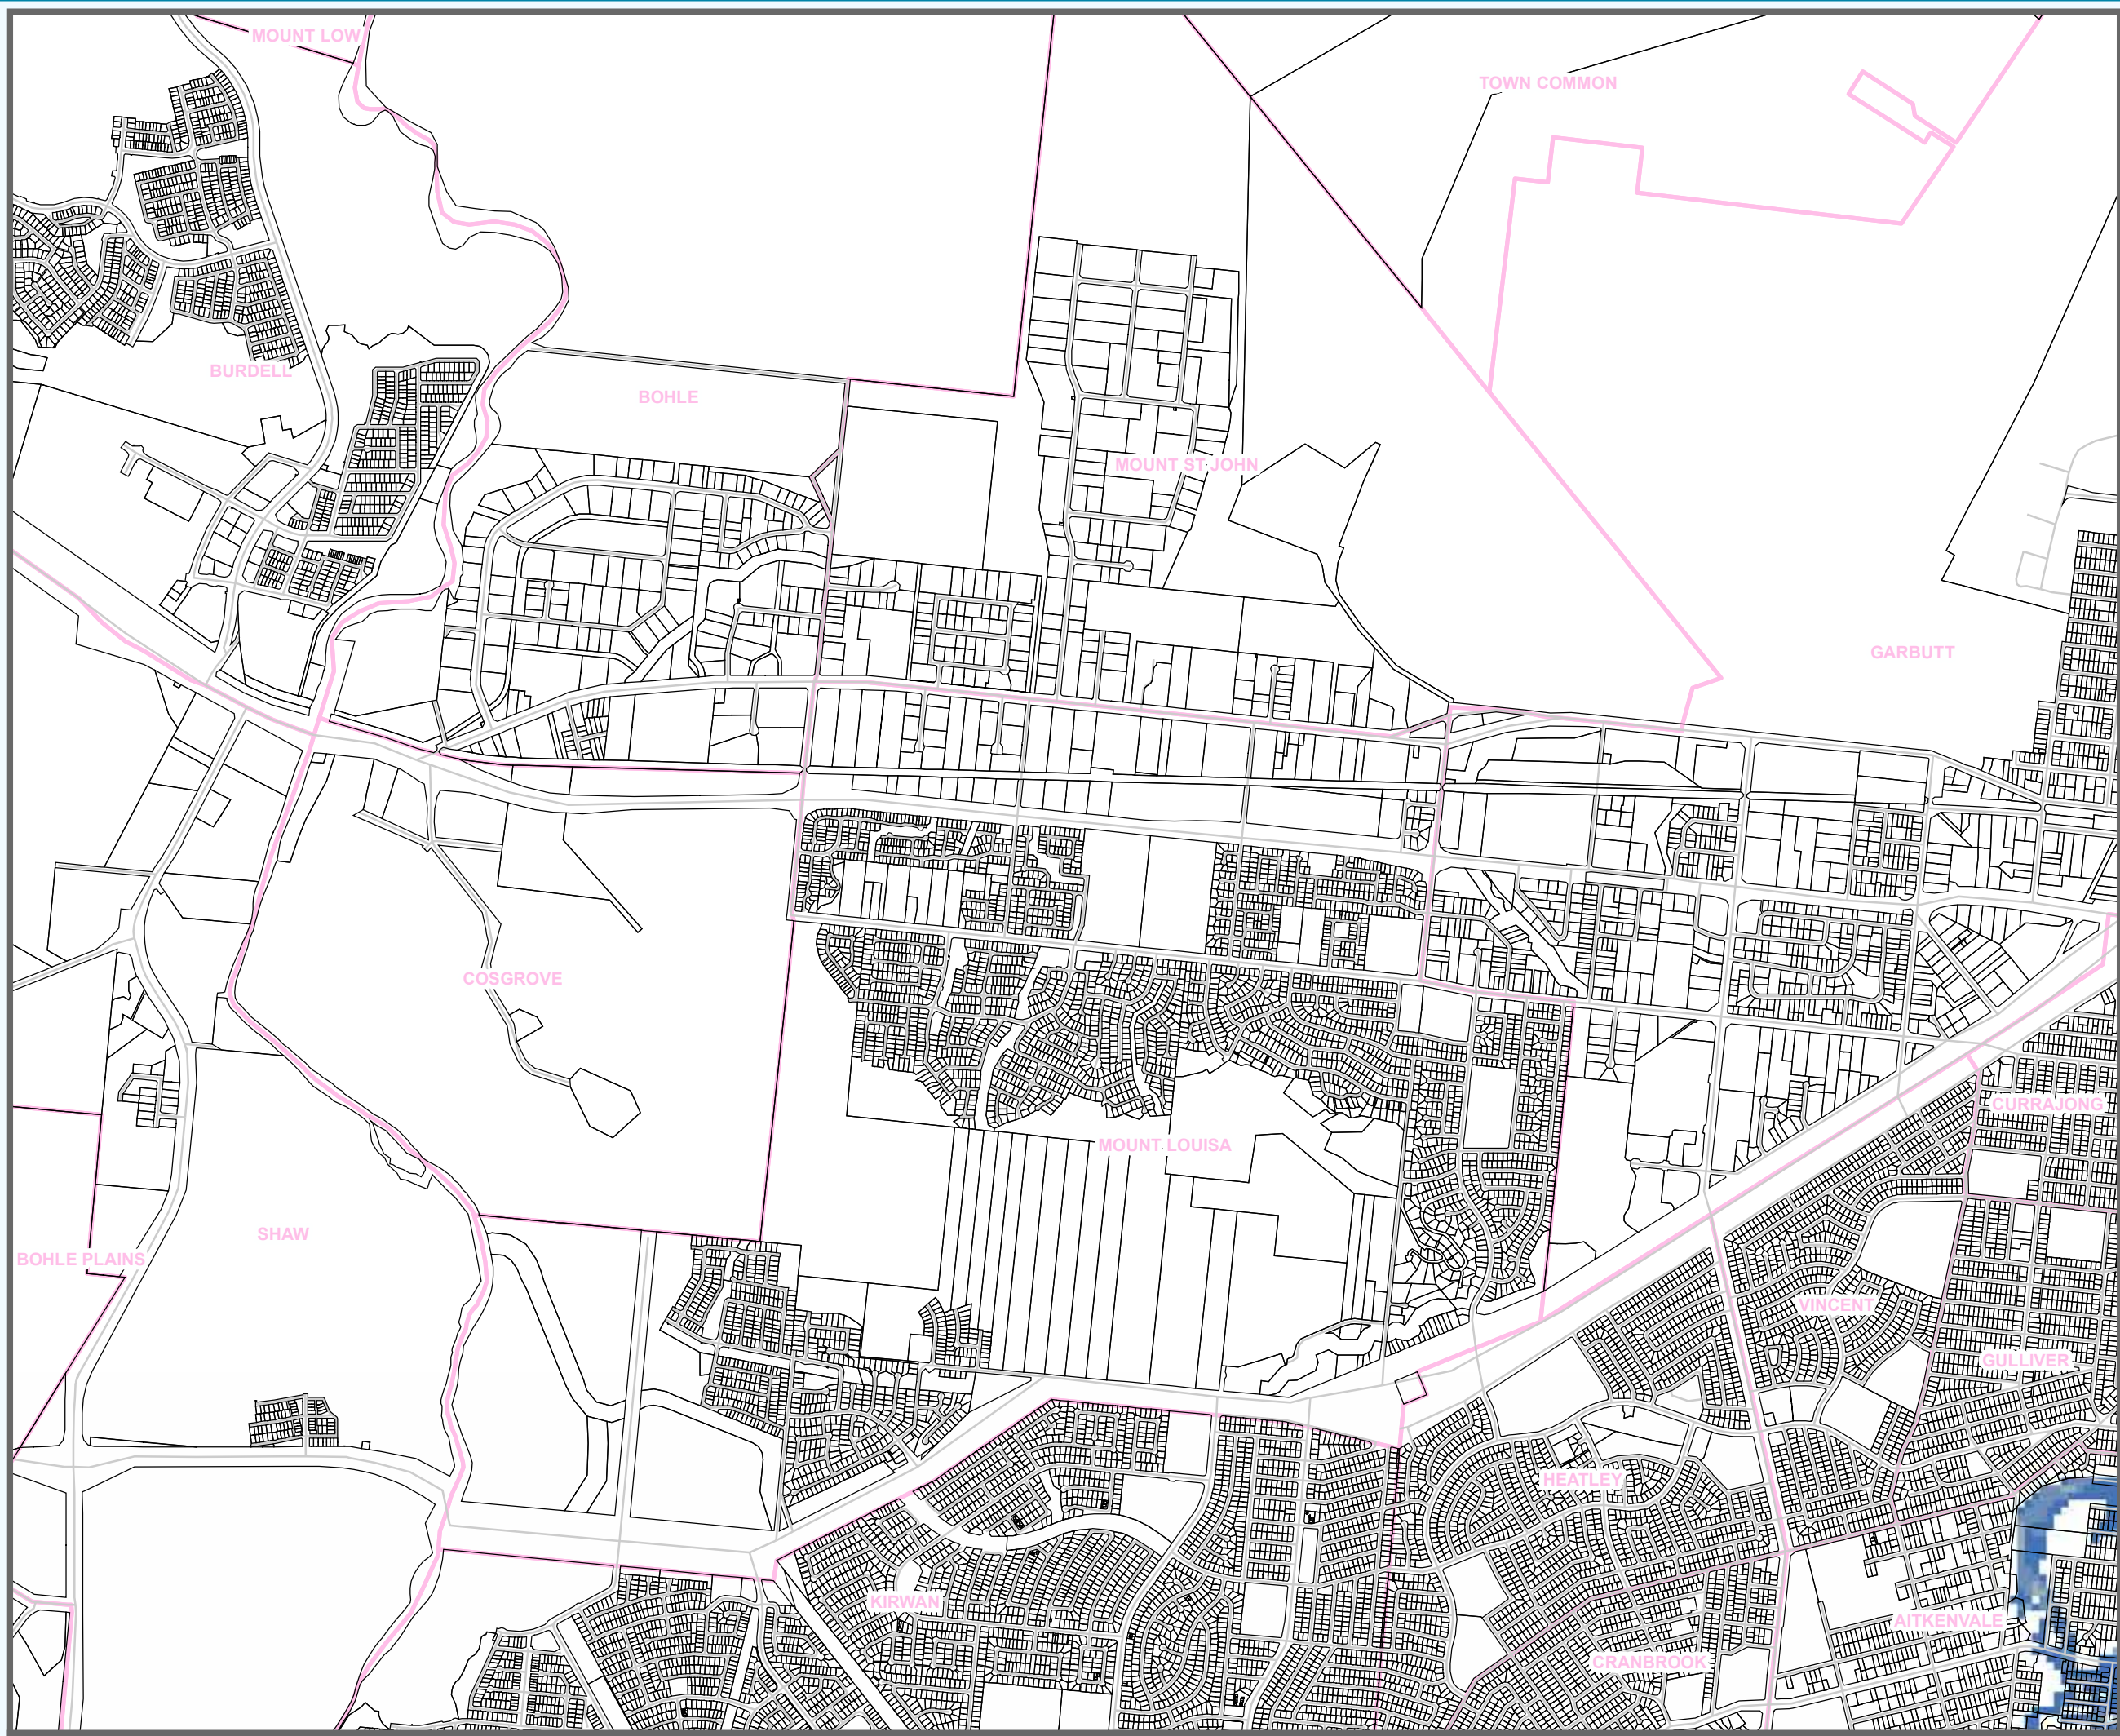 MOUNT LOW
TOWN COMMON
BURDELL
BOHLE
MOUNT ST JOHN
GARBUTT
COSGROVE
CURRAJONG
MOUNT LOUISA
SHAW
BOHLE PLAINS
VINCENT
GULLIVER
HEATLEY
KIRWAN
AITKENVALE
CRANBROOK